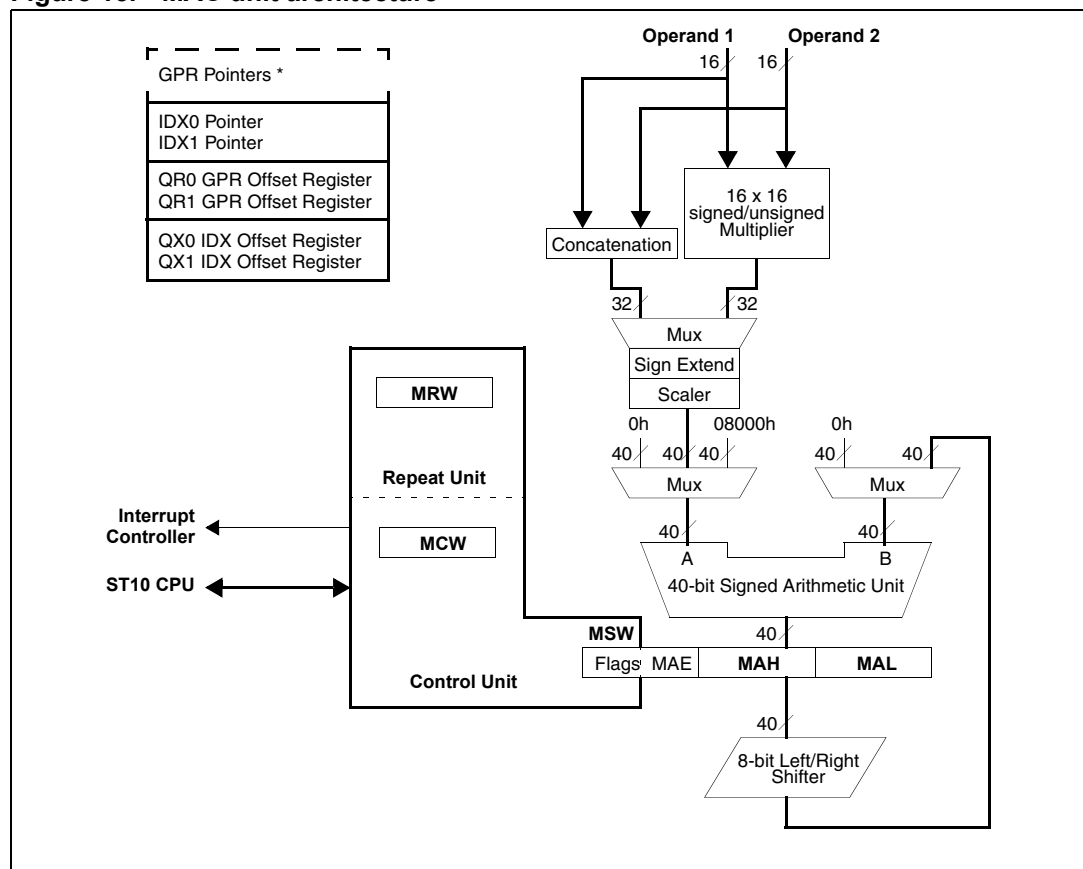 Figure MAC unit architecture
Operand 1 Operand 2
16 16
GPR Pointers *
IDX0 Pointer
IDX1 Pointer
QR0 GPR Offset Register
QR1 GPR Offset Register
QX0 IDX Offset Register
QX1 IDX Offset Register
16 x 16
signed/unsigned
Multiplier
Concatenation
32 32
Mux
Sign Extend
Scaler
0h 08000h 0h
40 40 40 40 40
Mux Mux
40 40
A B
40-bit Signed Arithmetic Unit
40
MRW
Repeat Unit
MCW
Interrupt
Controller
ST10 CPU
MSW
Flags MAE MAH MAL
Control Unit
40
8-bit Left/Right
Shifter